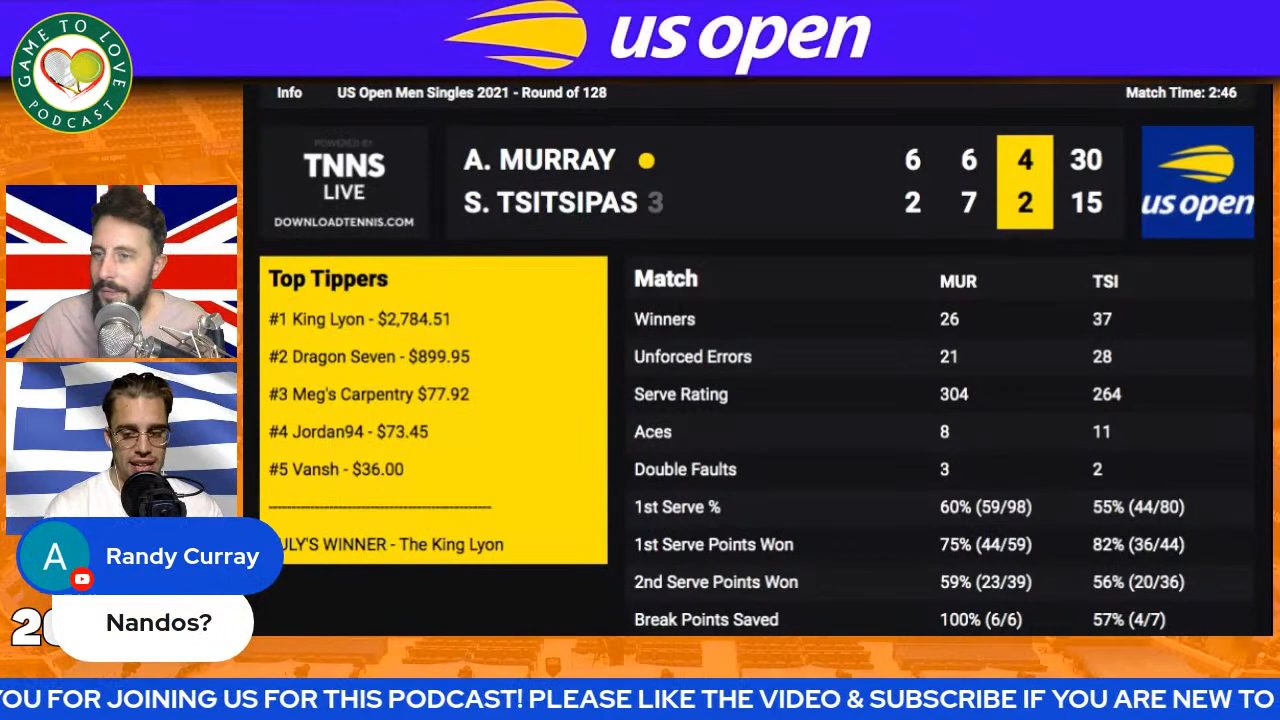 GAME TO LOVE
PODCAST
us open
Info US Open Men Singles 2021 - Round of 128 Match Time: 2:46
POWERED BY
TNNS
LIVE
DOWNLOADTENNIS.COM
A. MURRAY 6 6 4 30
S. TSITSIPAS 3 2 7 2 15
us open
Top Tippers
#1 King Lyon - $2,784.51
#2 Dragon Seven - $899.95
#3 Meg's Carpentry $77.92
#4 Jordan94 - $73.45
#5 Vansh - $36.00
ULY'S WINNER - The King Lyon
Match MUR TSI
Winners 26 37
Unforced Errors 21 28
Serve Rating 304 264
Aces 8 11
Double Faults 3 2
1st Serve % 60% (59/98) 55% (44/80)
1st Serve Points Won 75% (44/59) 82% (36/44)
2nd Serve Points Won 59% (23/39) 56% (20/36)
Break Points Saved 100% (6/6) 57% (4/7)
A Randy Curray
Nandos?
YOU FOR JOINING US FOR THIS PODCAST! PLEASE LIKE THE VIDEO & SUBSCRIBE IF YOU ARE NEW TO